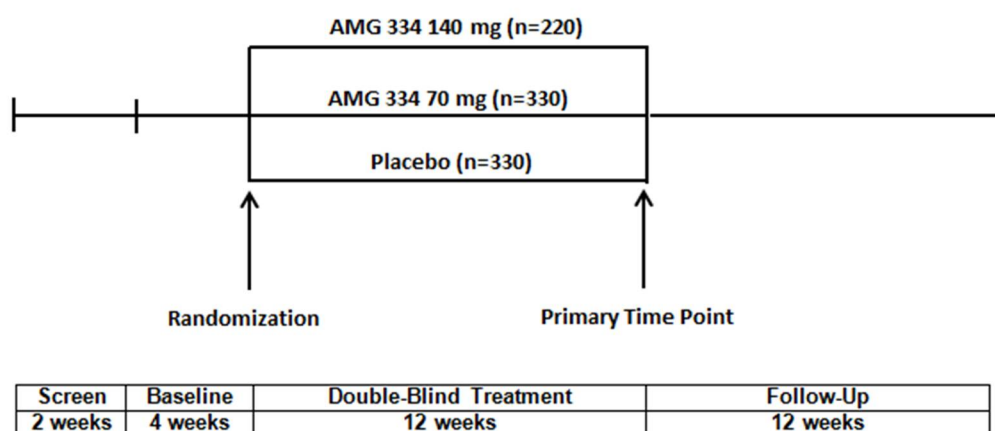 AMG 334 140 mg (n=220)
AMG 334 70 mg (n=330)
Placebo (n=330)
Randomization
Primary Time Point
Screen Baseline Double-Blind Treatment Follow-Up
2 weeks 4 weeks 12 weeks 12 weeks